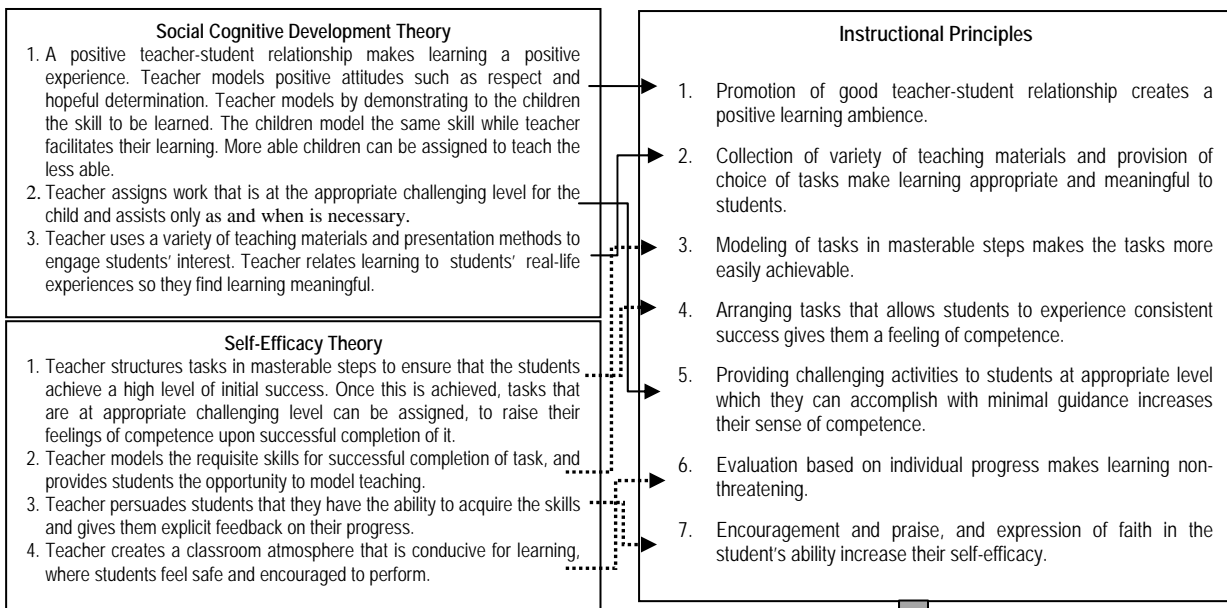 Social Cognitive Development Theory
1. A positive teacher-student relationship makes learning a positive
experience. Teacher models positive attitudes such as respect and
hopeful determination. Teacher models by demonstrating to the children
the skill to be learned. The children model the same skill while teacher
facilitates their learning. More able children can be assigned to teach the
less able.
2. Teacher assigns work that is at the appropriate challenging level for the
child and assists only as and when is necessary.
3. Teacher uses a variety of teaching materials and presentation methods to
engage students' interest. Teacher relates learning to students' real-life
experiences so they find learning meaningful.
Self-Efficacy Theory
1. Teacher structures tasks in masterable steps to ensure that the students
achieve a high level of initial success. Once this is achieved, tasks that
are at appropriate challenging level can be assigned, to raise their
feelings of competence upon successful completion of it.
2. Teacher models the requisite skills for successful completion of task, and
provides students the opportunity to model teaching.
3. Teacher persuades students that they have the ability to acquire the skills
and gives them explicit feedback on their progress.
4. Teacher creates a classroom atmosphere that is conducive for learning,
where students feel safe and encouraged to perform.
Instructional Principles
1. Promotion of good teacher-student relationship creates a
positive learning ambience.
2. Collection of variety of teaching materials and provision of
choice of tasks make learning appropriate and meaningful to
students.
3. Modeling of tasks in masterable steps makes the tasks more
easily achievable.
4. Arranging tasks that allows students to experience consistent
success gives them a feeling of competence.
5. Providing challenging activities to students at appropriate level
which they can accomplish with minimal guidance increases
their sense of competence.
6. Evaluation based on individual progress makes learning non-
threatening.
7. Encouragement and praise, and expression of faith in the
student's ability increase their self-efficacy.